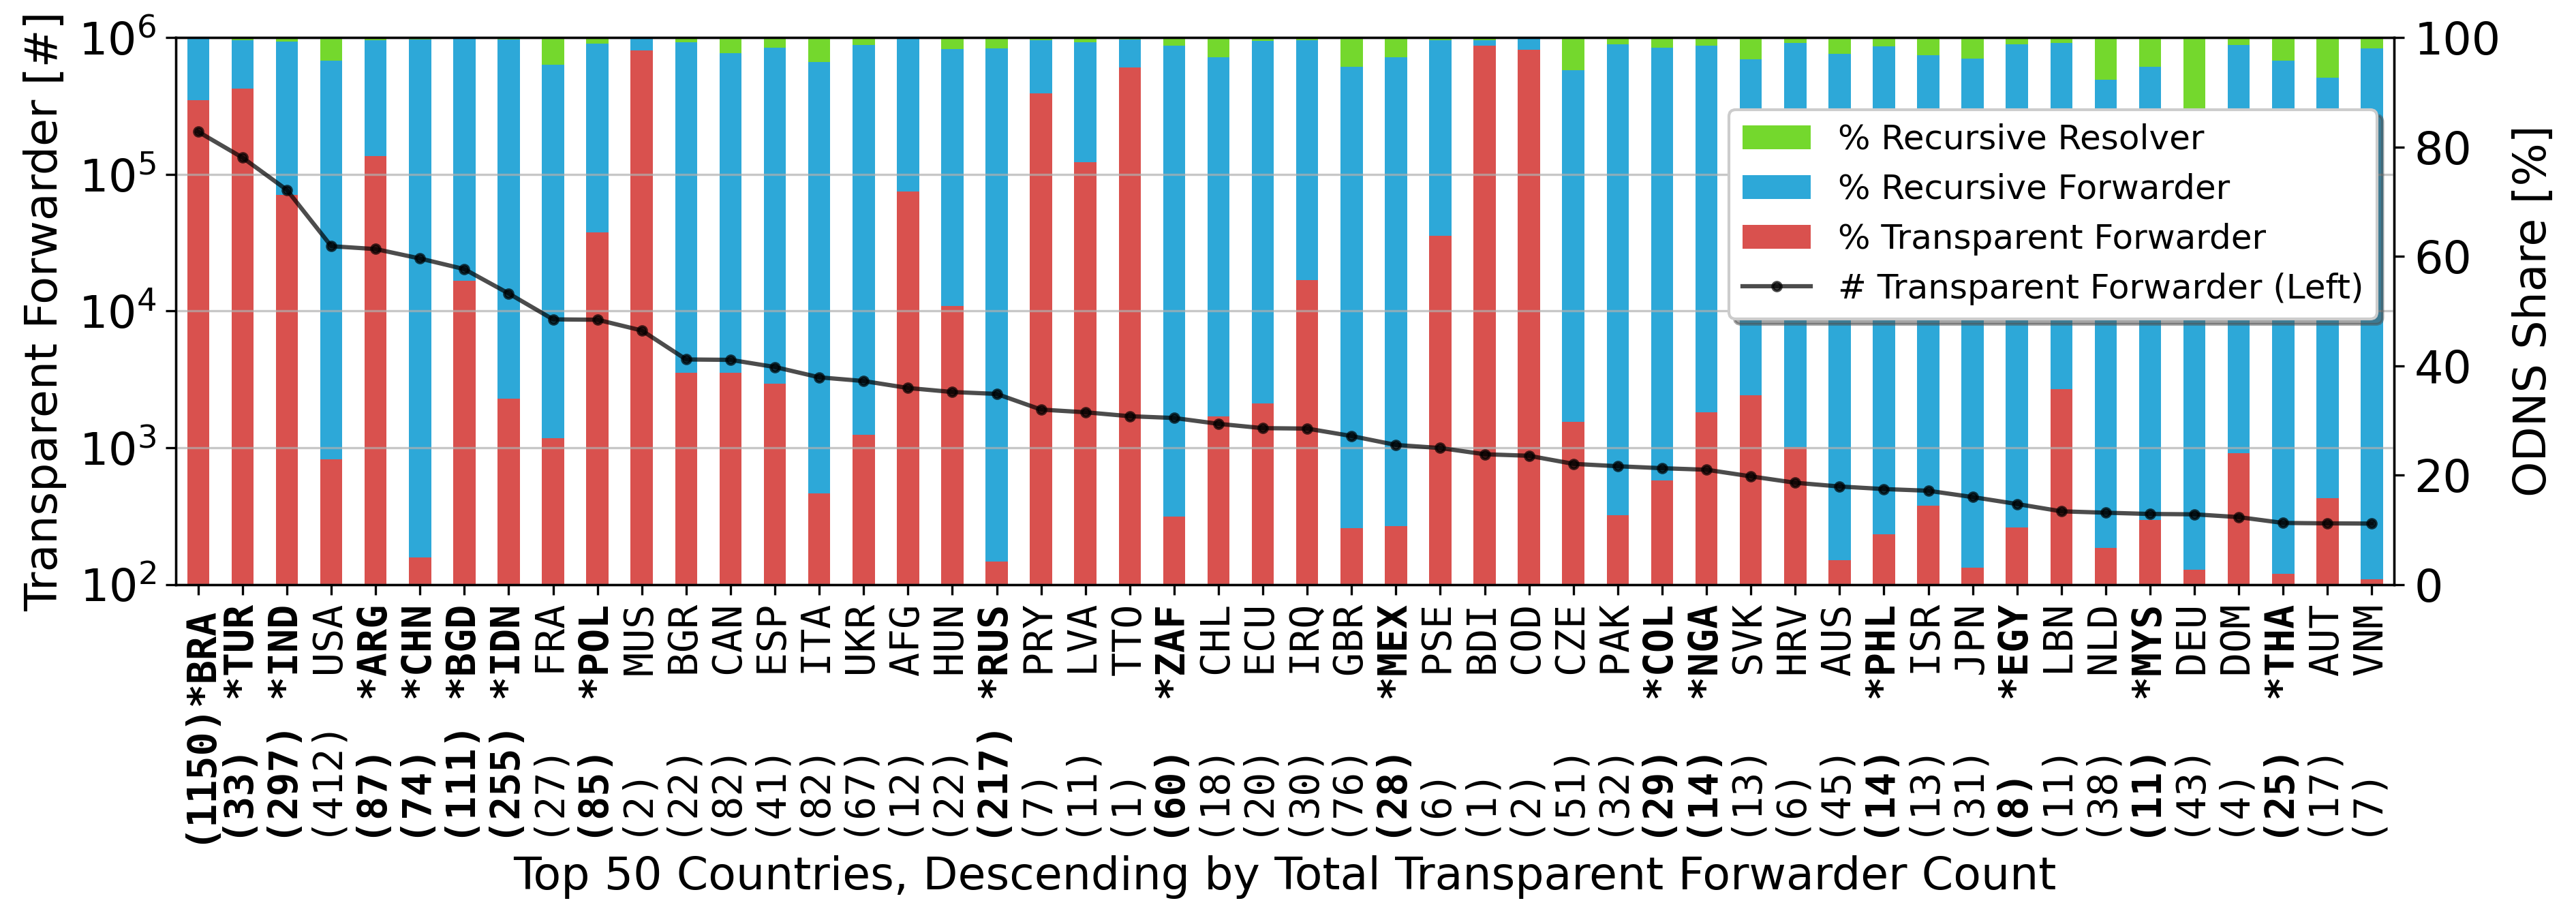 Transparent Forwarder [#]
10^6
10^5
10^4
10^3
10^2
100
80
60
40
20
0
ODNS Share [%]
% Recursive Resolver
% Recursive Forwarder
% Transparent Forwarder
# Transparent Forwarder (Left)
(1150)*BRA
(33) *TUR
(297) *IND
(412) USA
(87) *ARG
(74) *CHN
(111) *BGD
(255) *IDN
(27) FRA
(85) *POL
(2) MUS
(22) BGR
(82) CAN
(41) ESP
(82) ITA
(67) UKR
(12) AFG
(22) HUN
(217) *RUS
(7) PRY
(11) LVA
(1) TTO
(60) *ZAF
(18) CHL
(20) ECU
(30) IRQ
(76) GBR
(28) *MEX
(6) PSE
(1) BDI
(2) COD
(51) CZE
(32) PAK
(29) *COL
(14) *NGA
(13) SVK
(6) HRV
(45) AUS
(14) *PHL
(13) ISR
(31) JPN
(8) *EGY
(11) LBN
(38) NLD
(11) *MYS
(43) DEU
(4) DOM
(25) *THA
(17) AUT
(7) VNM
Top 50 Countries, Descending by Total Transparent Forwarder Count